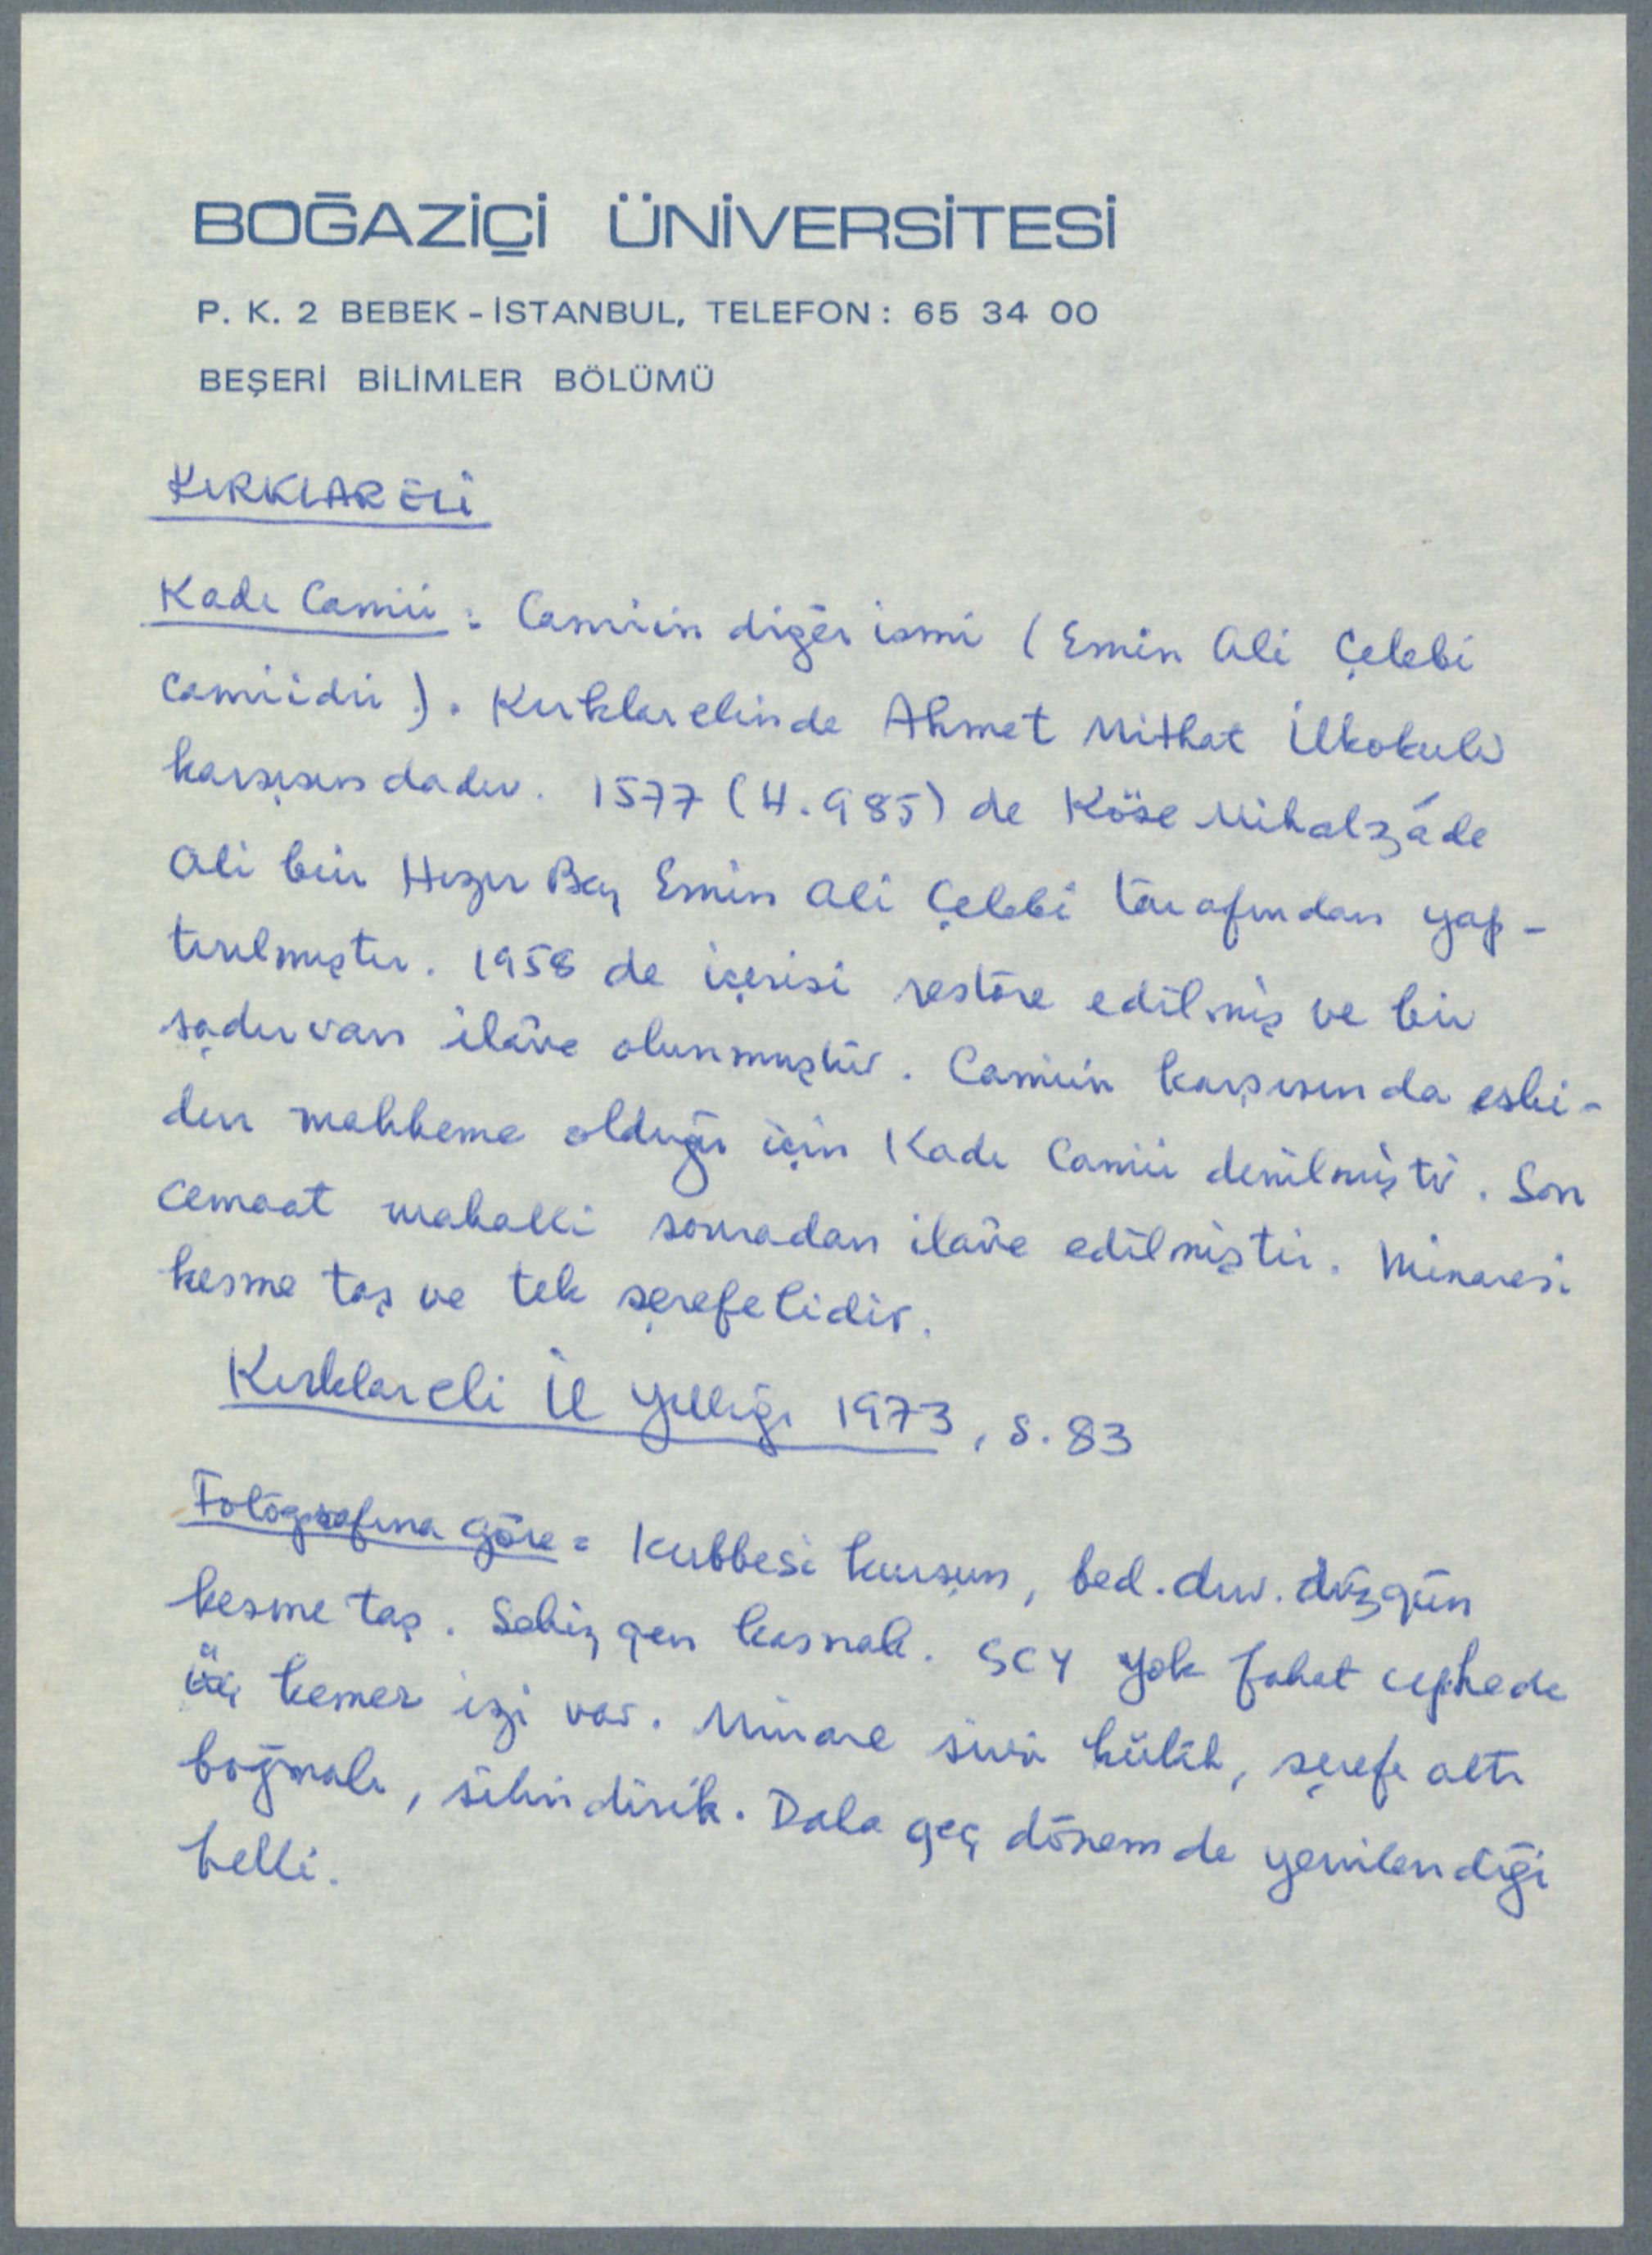 BOĞAZİÇİ ÜNİVERSİTESİ
P. K. 2 BEBEK - İSTANBUL, TELEFON : 65 34 00
BEŞERİ BİLİMLER BÖLÜMÜ
KIRKLARELİ
Kadı Camii : Camiin diğer ismi (Emin Ali Çelebi
camiidir). Kırklarelinde Ahmet Mithat İlkokulu
karşısındadır. 1577 (H. 985) de Köse Mihalzâde
Ali bin Hızır Bey Emin Ali Çelebi tarafından yap-
tırılmıştır. 1958 de içerisi restore edilmiş ve bir
şadırvan ilâve olunmuştur. Camiin karşısında eski-
den mahkeme olduğu için Kadı Camii denilmişti. Son
cemaat mahalli sonradan ilâve edilmiştir. Minaresi
kesme taş ve tek şerefelidir.
Kırklareli İl Yıllığı 1973, s. 83
Fotoğrafına göre : Kubbesi kurşun, bed. duv. düzgün
kesme taş. Sekizgen kasnak. SCY yok fakat cephede
üç kemer izi var. Minare sivri külâh, şerefe altı
boğmalı, silindirik. Daha geç dönemde yenilendiği
belli.